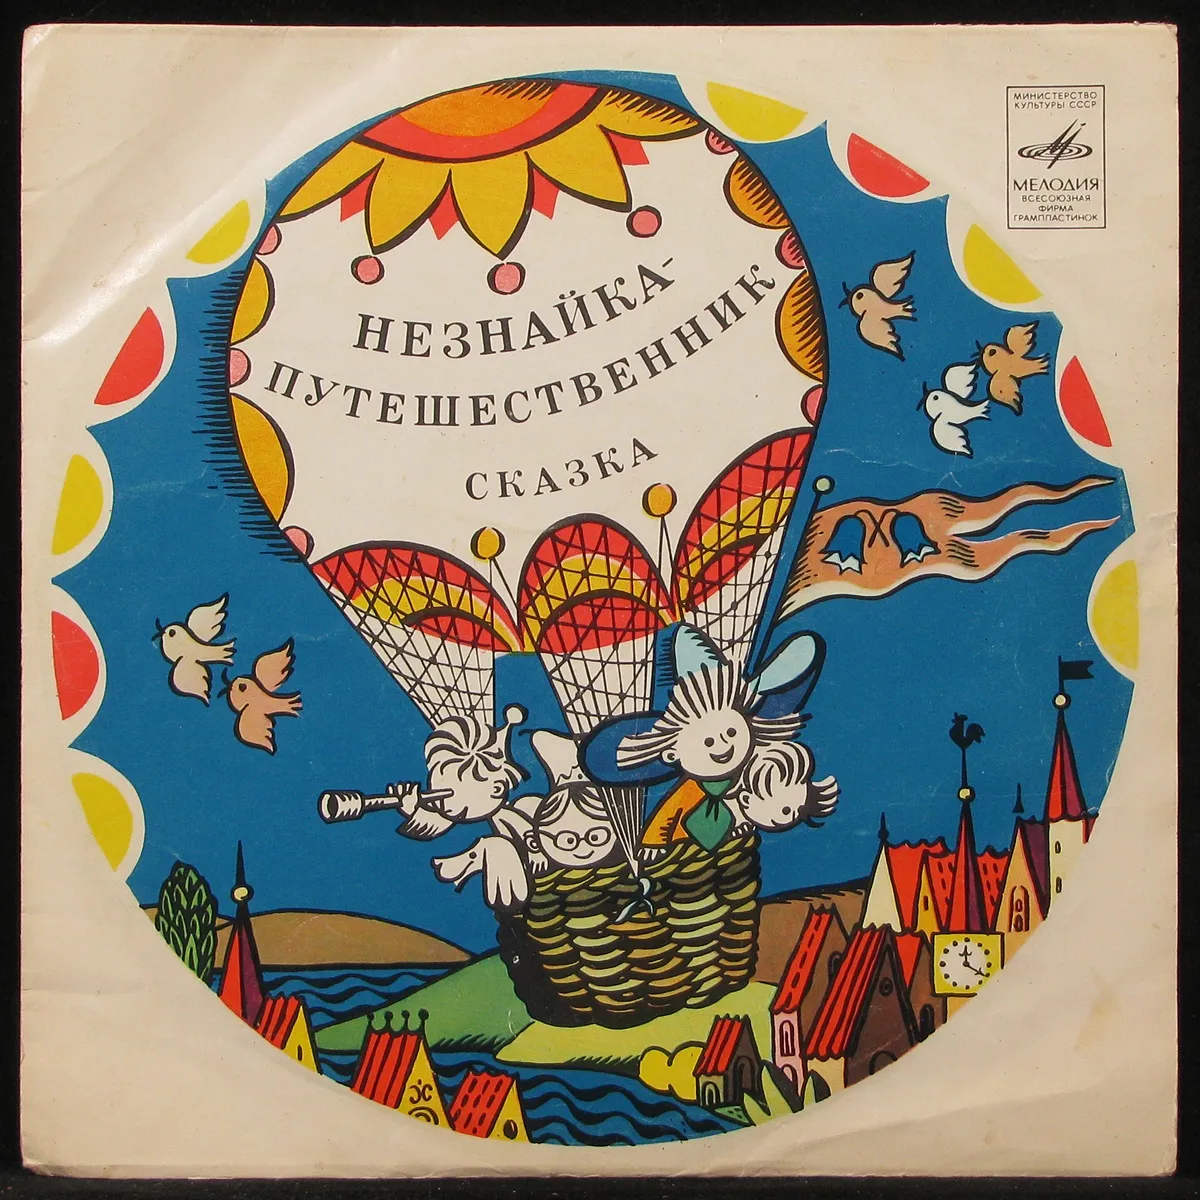 НЕЗНАЙКА-
ПУТЕШЕСТВЕННИК
СКАЗКА
МИНИСТЕРСТВО
КУЛЬТУРЫ СССР
МЕЛОДИЯ
ВСЕСОЮЗНАЯ
ФИРМА
ГРАМПЛАСТИНОК